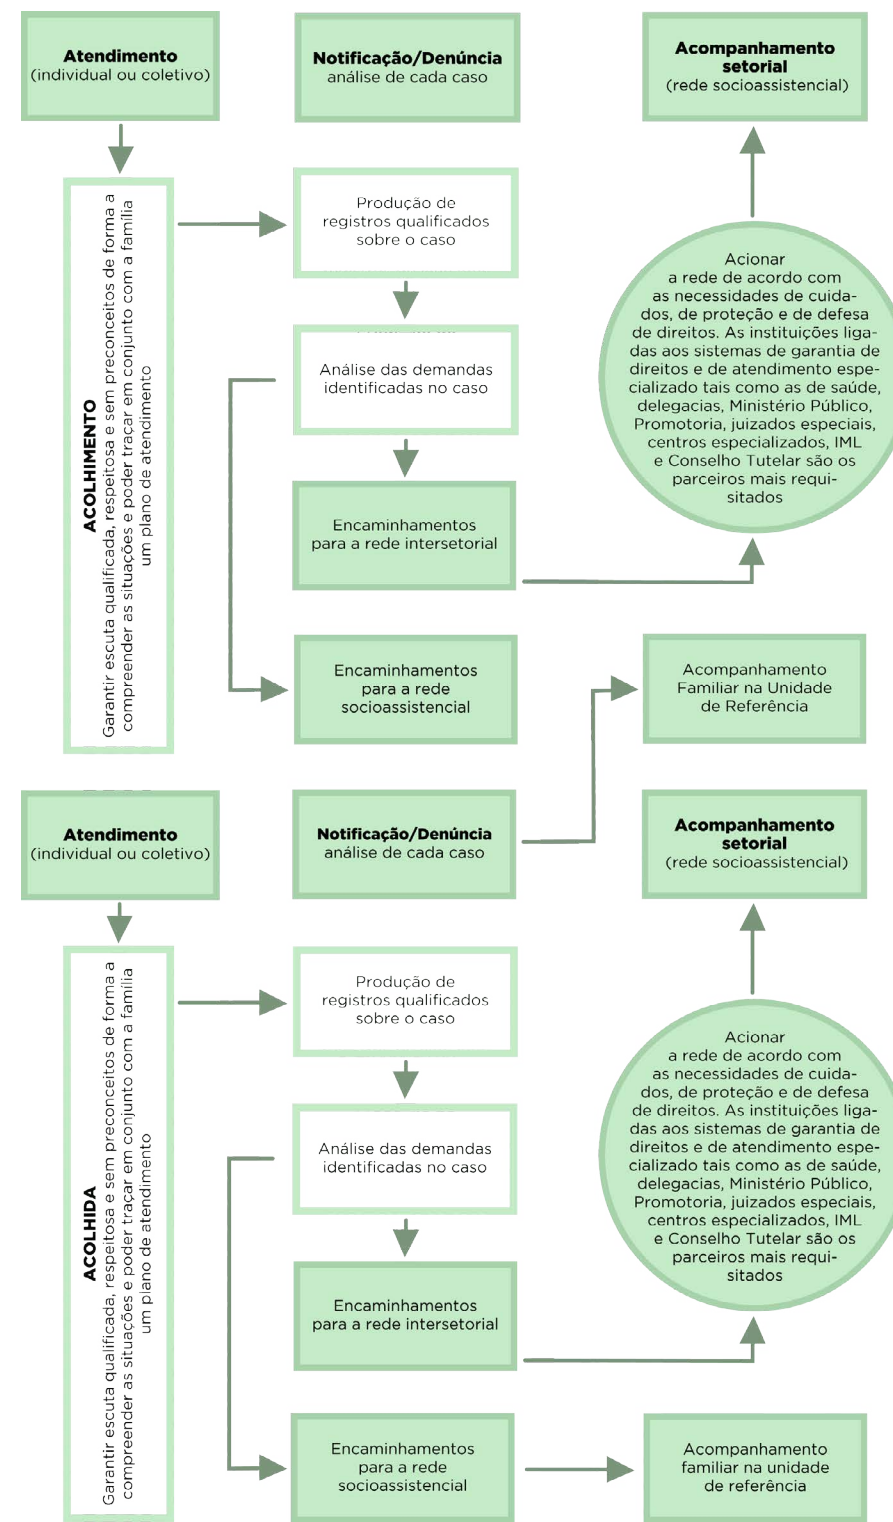 Atendimento
(individual ou coletivo)
Notificação/Denúncia
análise de cada caso
Acompanhamento
setorial
(rede socioassistencial)
ACOLHIMENTO
Garantir escuta qualificada, respeitosa e sem preconceitos de forma a
compreender as situações e poder traçar em conjunto com a família
um plano de atendimento
Produção de
registros qualificados
sobre o caso
Análise das demandas
identificadas no caso
Encaminhamentos
para a rede intersetorial
Encaminhamentos
para a rede
socioassistencial
Acionar
a rede de acordo com
as necessidades de cuida-
dos, de proteção e de defesa
de direitos. As instituições liga-
das aos sistemas de garantia de
direitos e de atendimento espe-
cializado tais como as de saúde,
delegacias, Ministério Público,
Promotoria, juizados especiais,
centros especializados, IML
e Conselho Tutelar são os
parceiros mais requi-
sitados
Acompanhamento
Familiar na Unidade
de Referência
Atendimento
(individual ou coletivo)
Notificação/Denúncia
análise de cada caso
Acompanhamento
setorial
(rede socioassistencial)
ACOLHIDA
Garantir escuta qualificada, respeitosa e sem preconceitos de forma a
compreender as situações e poder traçar em conjunto com a família
um plano de atendimento
Produção de
registros qualificados
sobre o caso
Análise das demandas
identificadas no caso
Encaminhamentos
para a rede intersetorial
Encaminhamentos
para a rede
socioassistencial
Acionar
a rede de acordo com
as necessidades de cuida-
dos, de proteção e de defesa
de direitos. As instituições liga-
das aos sistemas de garantia de
direitos e de atendimento espe-
cializado tais como as de saúde,
delegacias, Ministério Público,
Promotoria, juizados especiais,
centros especializados, IML
e Conselho Tutelar são os
parceiros mais requi-
sitados
Acompanhamento
familiar na unidade
de referência